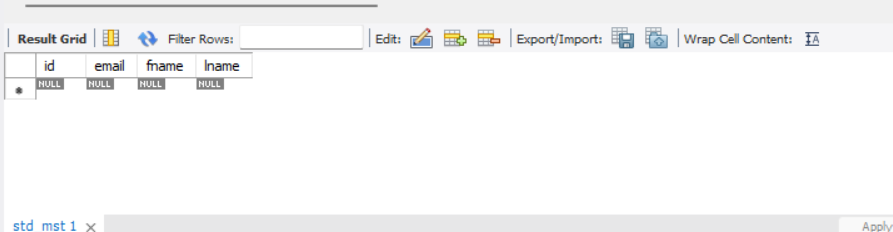 Result Grid Filter Rows: Edit: Export/Import: Wrap Cell Content: IA
id email fname lname
NULL NULL NULL NULL
std_mst 1 ×
Apply